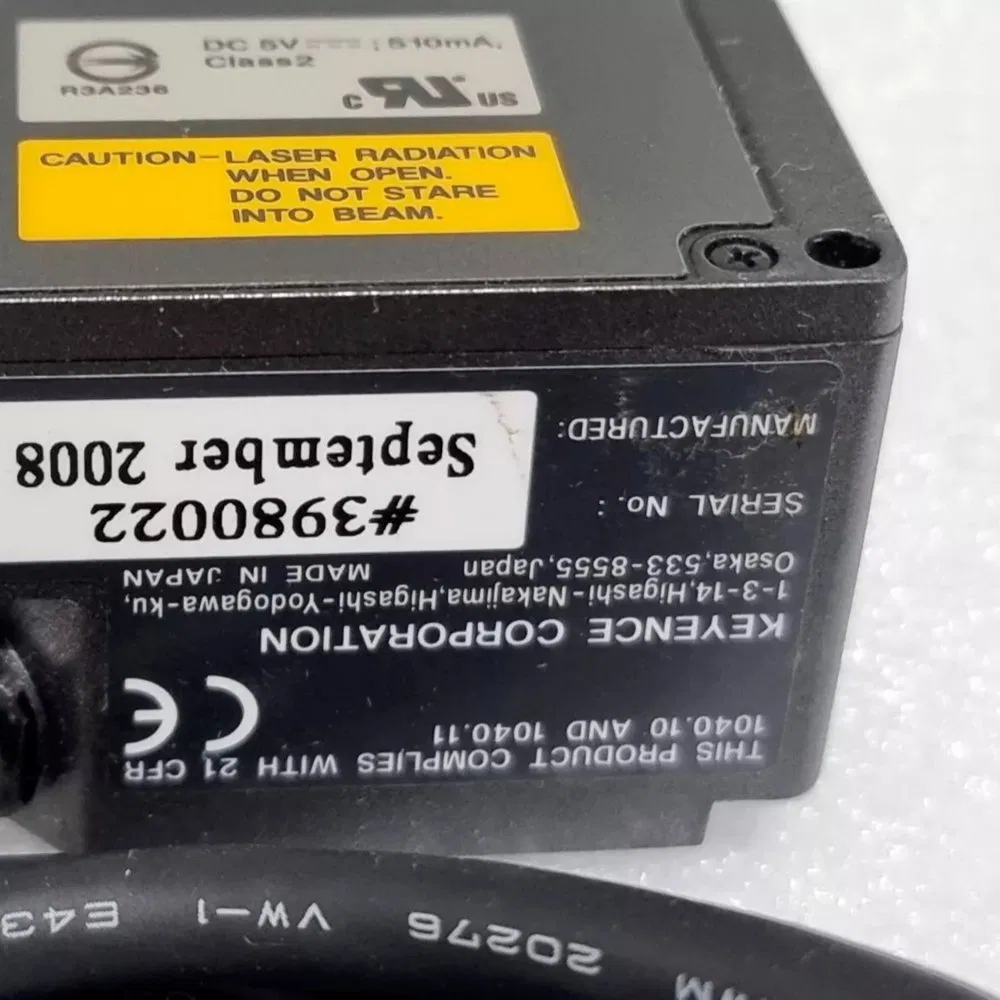 DC 5V ⎓ ; 510mA,
Class2
R3A236
c RU US
CAUTION-LASER RADIATION
WHEN OPEN.
DO NOT STARE
INTO BEAM.
THIS PRODUCT COMPLIES WITH 21 CFR
1040.10 AND 1040.11
CE
KEYENCE CORPORATION
1-3-14,Higashi-Nakajima,Higashi-Yodogawa-ku,
Osaka,533-8555,Japan MADE IN JAPAN
SERIAL No. : #3980022
MANUFACTURED: September 2008
20276 VW-1 E43